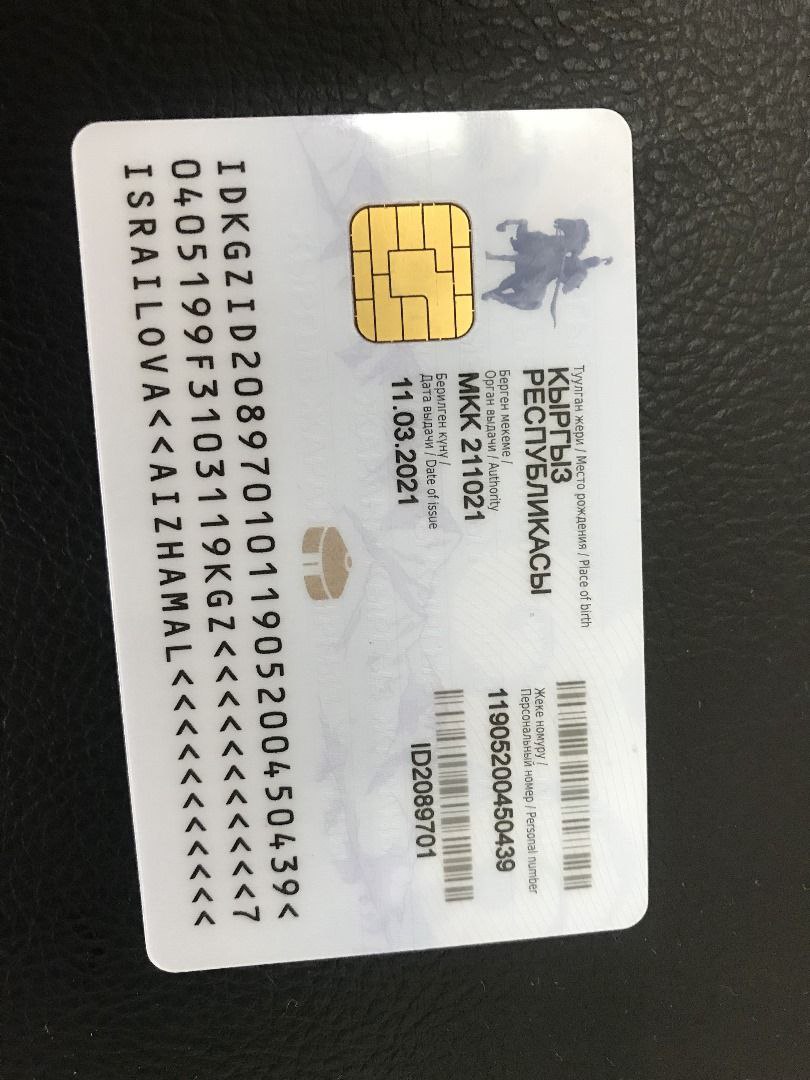 Туулган жери / Место рождения / Place of birth
КЫРГЫЗ
РЕСПУБЛИКАСЫ
Берген мекеме /
Орган выдачи / Authority
МКК 211021
Берилген күнү /
Дата выдачи / Date of issue
11.03.2021
Жеке номуру /
Персональный номер / Personal number
11905200450439
ID2089701
IDKGZID2089701011905200450439<
0405199F3103119KGZ<<<<<<<<<<<7
ISRAILOVA<<AIZHAMAL<<<<<<<<<<<